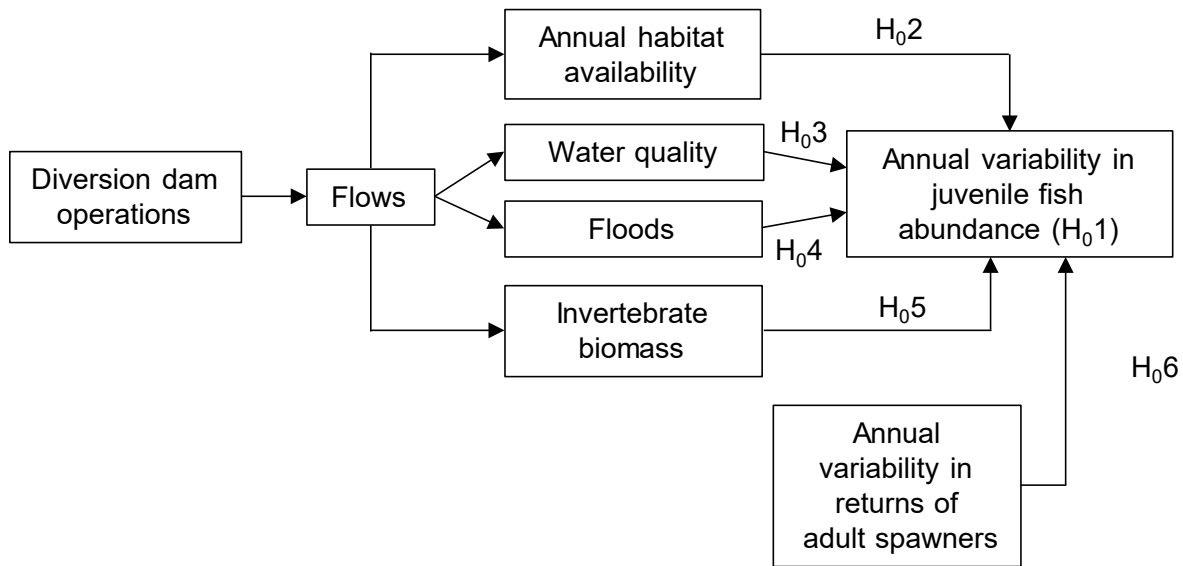 Diversion dam
operations
Flows
Annual habitat
availability
H₀2
Water quality
H₀3
Floods
H₀4
Invertebrate
biomass
H₀5
Annual variability in
juvenile fish
abundance (H₀1)
H₀6
Annual
variability in
returns of
adult spawners